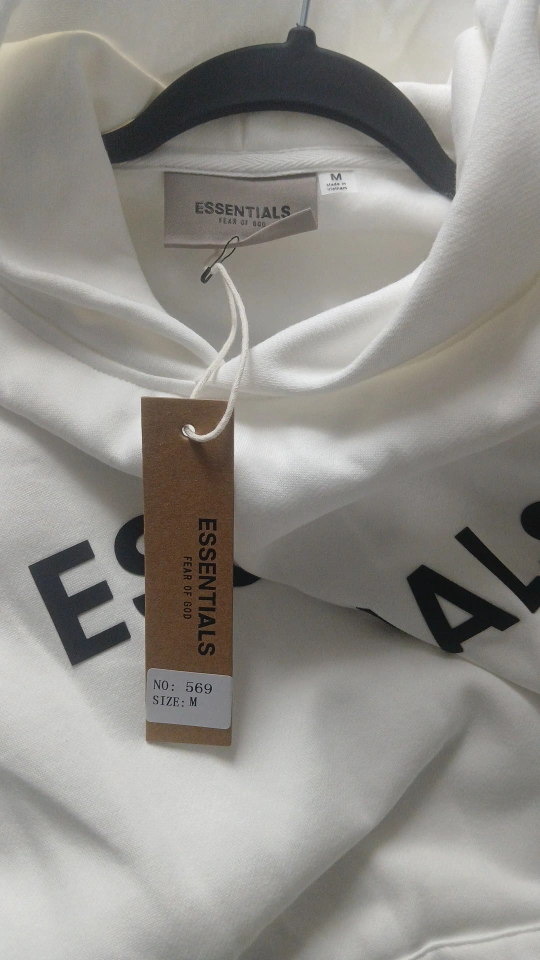 M
Made in
Vietnam
ESSENTIALS
FEAR OF GOD
ESSENTIALS
FEAR OF GOD
NO: 569
SIZE: M
ES
ALS